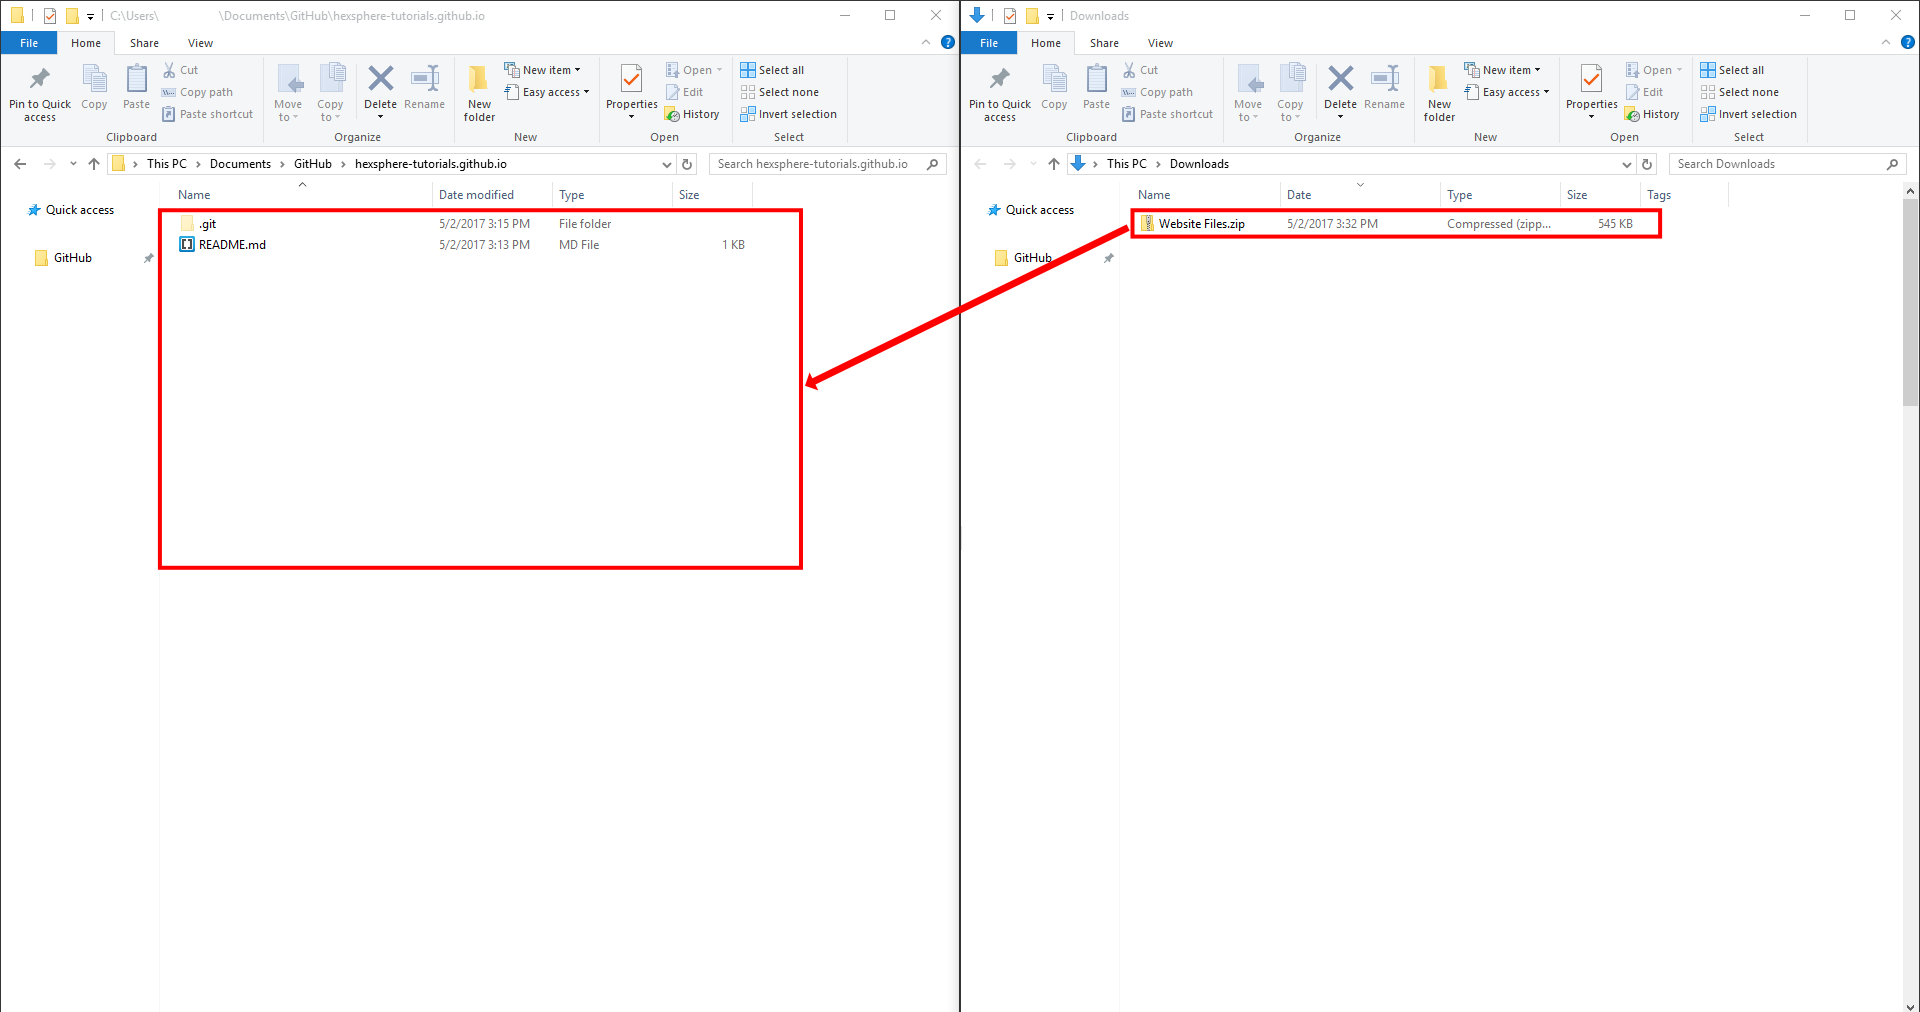 C:\Users\ \Documents\GitHub\hexsphere-tutorials.github.io
File Home Share View
Pin to Quick access
Copy
Paste
Cut
Copy path
Paste shortcut
Clipboard
Move to
Copy to
Delete
Rename
Organize
New folder
New item
Easy access
New
Properties
Open
Edit
History
Open
Select all
Select none
Invert selection
Select
This PC > Documents > GitHub > hexsphere-tutorials.github.io
Search hexsphere-tutorials.github.io
Quick access
GitHub
Name Date modified Type Size
.git 5/2/2017 3:15 PM File folder
README.md 5/2/2017 3:13 PM MD File 1 KB
Downloads
File Home Share View
Pin to Quick access
Copy
Paste
Cut
Copy path
Paste shortcut
Clipboard
Move to
Copy to
Delete
Rename
Organize
New folder
New item
Easy access
New
Properties
Open
Edit
History
Open
Select all
Select none
Invert selection
Select
This PC > Downloads
Search Downloads
Quick access
GitHub
Name Date Type Size Tags
Website Files.zip 5/2/2017 3:32 PM Compressed (zipp... 545 KB